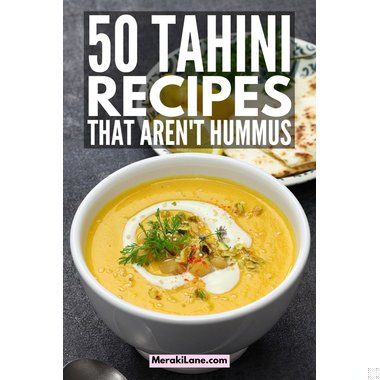 50 TAHINI
RECIPES
THAT AREN'T HUMMUS
MerakiLane.com